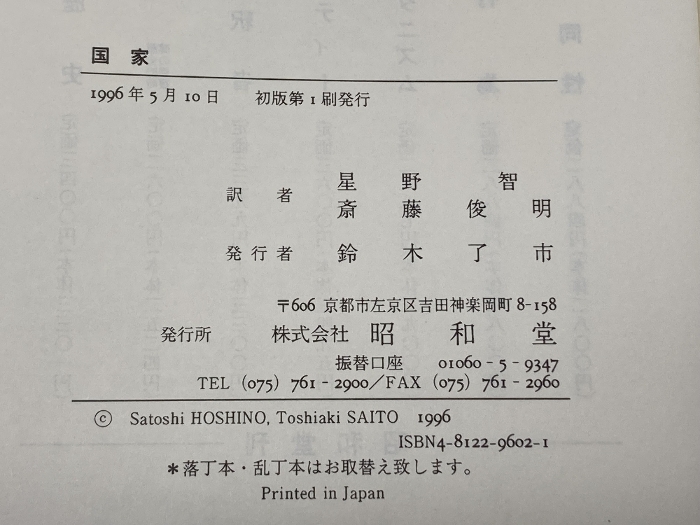 国家
1996年5月10日 初版第1刷発行
訳者 星野智
斎藤俊明
発行者 鈴木了市
〒606 京都市左京区吉田神楽岡町8-158
発行所 株式会社 昭和堂
振替口座 01060-5-9347
TEL (075) 761-2900/FAX (075) 761-2960
© Satoshi HOSHINO, Toshiaki SAITO 1996
ISBN4-8122-9602-1
*落丁本・乱丁本はお取替え致します。
Printed in Japan